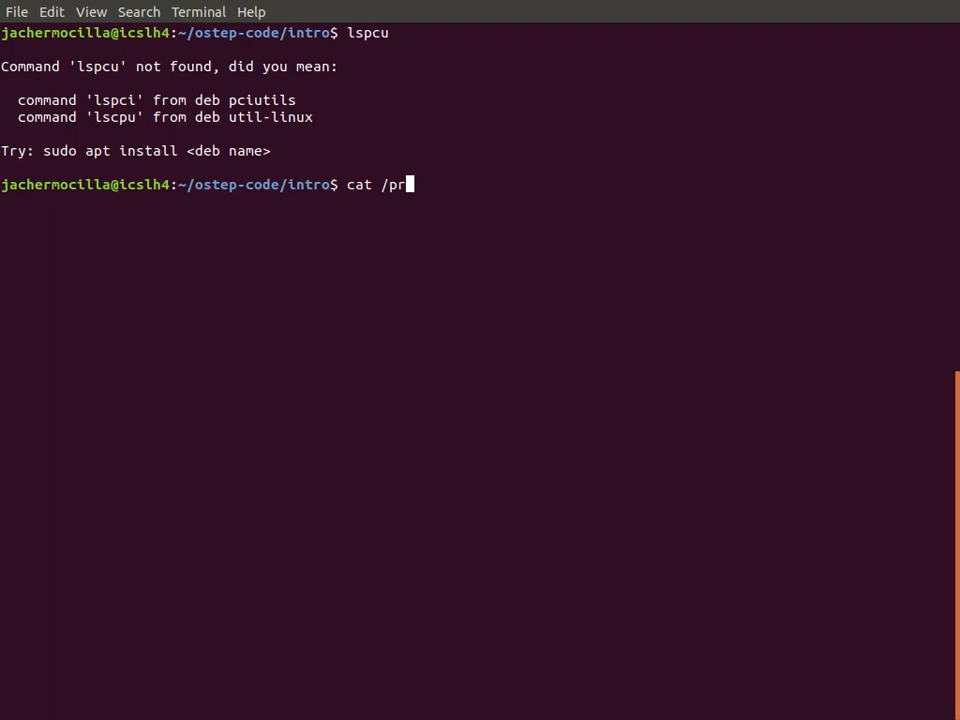 File Edit View Search Terminal Help
jachermocilla@icslh4:~/ostep-code/intro$ lspcu
Command 'lspcu' not found, did you mean:
command 'lspci' from deb pciutils
command 'lscpu' from deb util-linux
Try: sudo apt install <deb name>
jachermocilla@icslh4:~/ostep-code/intro$ cat /pr